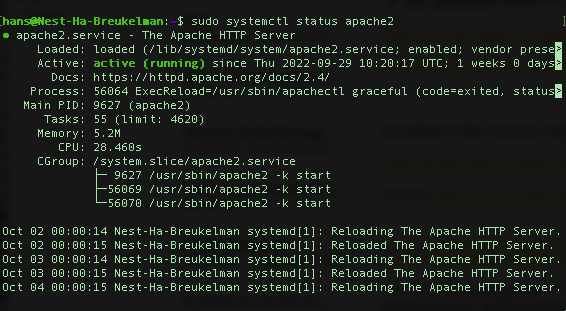 [hans@Nest-Ha-Breukelman:~$ sudo systemctl status apache2
● apache2.service - The Apache HTTP Server
Loaded: loaded (/lib/systemd/system/apache2.service; enabled; vendor prese>
Active: active (running) since Thu 2022-09-29 10:20:17 UTC; 1 weeks 0 days>
Docs: https://httpd.apache.org/docs/2.4/
Process: 56064 ExecReload=/usr/sbin/apachectl graceful (code=exited, status>
Main PID: 9627 (apache2)
Tasks: 55 (limit: 4620)
Memory: 5.2M
CPU: 28.460s
CGroup: /system.slice/apache2.service
├─ 9627 /usr/sbin/apache2 -k start
├─56069 /usr/sbin/apache2 -k start
└─56070 /usr/sbin/apache2 -k start
Oct 02 00:00:14 Nest-Ha-Breukelman systemd[1]: Reloading The Apache HTTP Server.
Oct 02 00:00:15 Nest-Ha-Breukelman systemd[1]: Reloaded The Apache HTTP Server.
Oct 03 00:00:14 Nest-Ha-Breukelman systemd[1]: Reloading The Apache HTTP Server.
Oct 03 00:00:15 Nest-Ha-Breukelman systemd[1]: Reloaded The Apache HTTP Server.
Oct 04 00:00:15 Nest-Ha-Breukelman systemd[1]: Reloading The Apache HTTP Server.